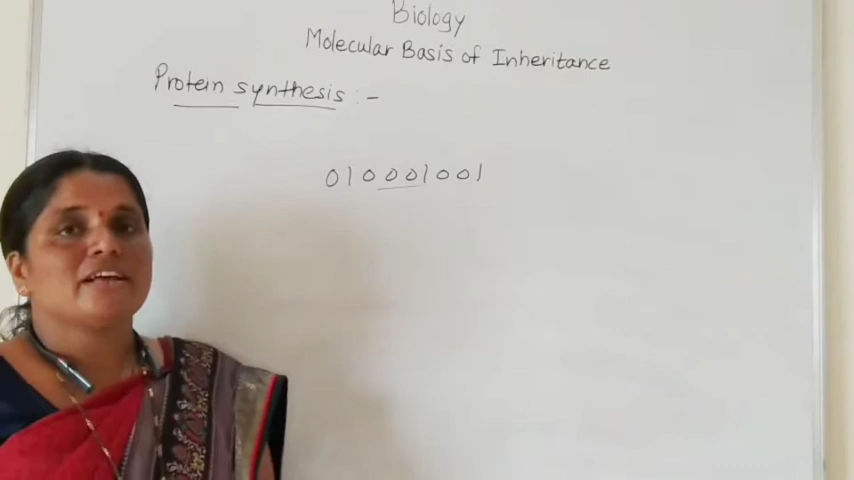 Biology
Molecular Basis of Inheritance
Protein synthesis :-
010001001